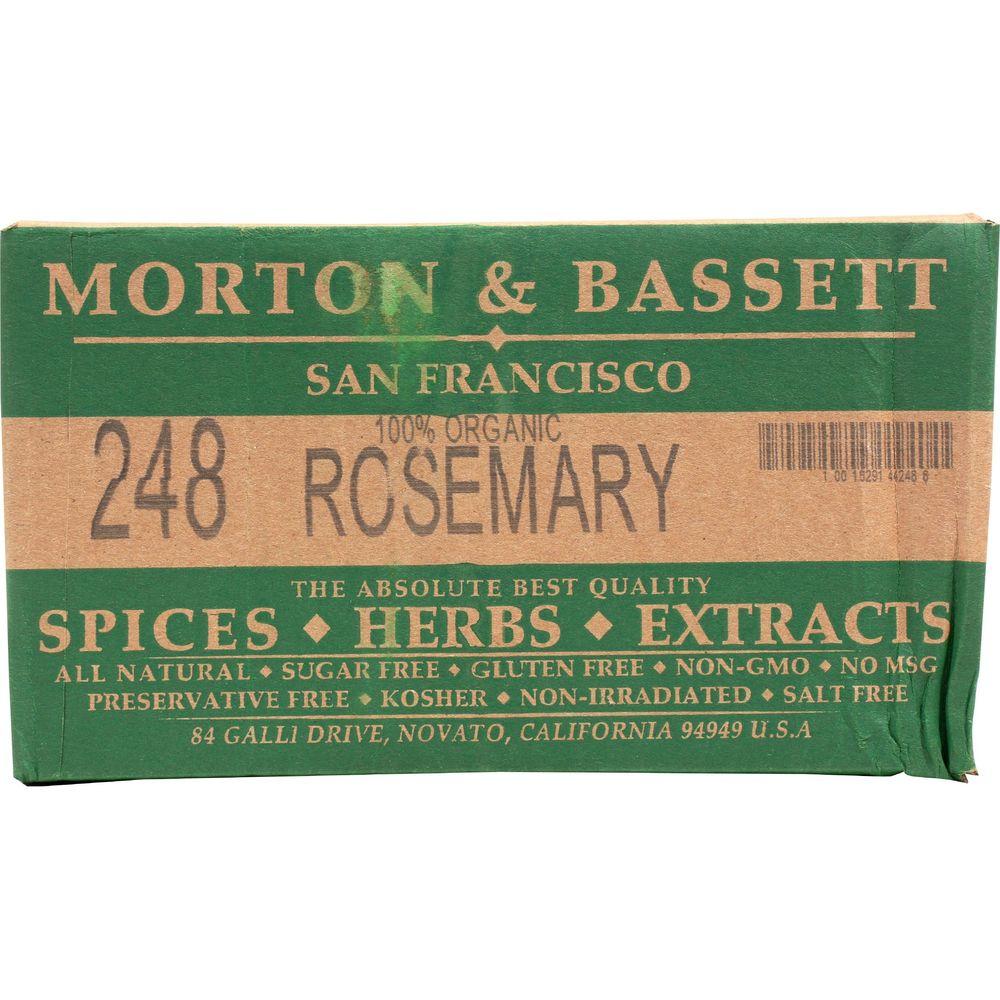 MORTON & BASSETT
SAN FRANCISCO
248
100% ORGANIC
ROSEMARY
1 00 15291 44248 6
THE ABSOLUTE BEST QUALITY
SPICES ◆ HERBS ◆ EXTRACTS
ALL NATURAL ◆ SUGAR FREE ◆ GLUTEN FREE ◆ NON-GMO ◆ NO MSG
PRESERVATIVE FREE ◆ KOSHER ◆ NON-IRRADIATED ◆ SALT FREE
84 GALLI DRIVE, NOVATO, CALIFORNIA 94949 U.S.A